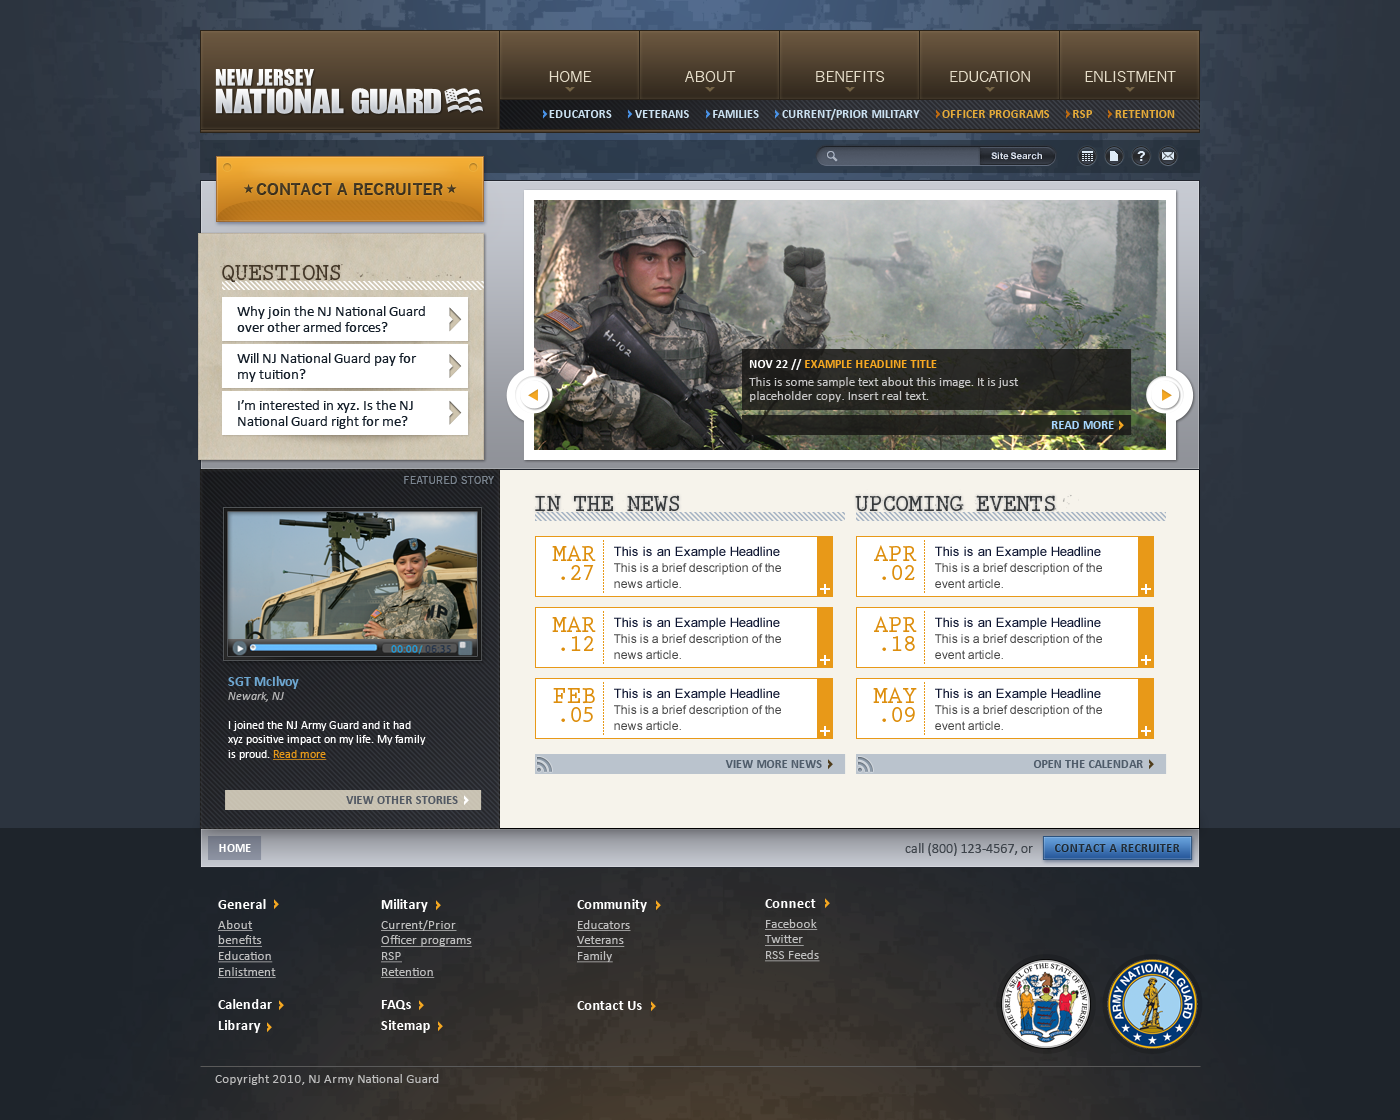 NEW JERSEY
NATIONAL GUARD
HOME
ABOUT
BENEFITS
EDUCATION
ENLISTMENT
EDUCATORS
VETERANS
FAMILIES
CURRENT/PRIOR MILITARY
OFFICER PROGRAMS
RSP
RETENTION
Site Search
?
CONTACT A RECRUITER
QUESTIONS
Why join the NJ National Guard
over other armed forces?
Will NJ National Guard pay for
my tuition?
I'm interested in xyz. Is the NJ
National Guard right for me?
H-102
NOV 22 // EXAMPLE HEADLINE TITLE
This is some sample text about this image. It is just
placeholder copy. Insert real text.
READ MORE
FEATURED STORY
MP
00:00/ 06:35
SGT McIlvoy
Newark, NJ
I joined the NJ Army Guard and it had
xyz positive impact on my life. My family
is proud. Read more
VIEW OTHER STORIES
IN THE NEWS
MAR
.27
This is an Example Headline
This is a brief description of the
news article.
+
MAR
.12
This is an Example Headline
This is a brief description of the
news article.
+
FEB
.05
This is an Example Headline
This is a brief description of the
news article.
+
VIEW MORE NEWS
UPCOMING EVENTS
APR
.02
This is an Example Headline
This is a brief description of the
event article.
+
APR
.18
This is an Example Headline
This is a brief description of the
event article.
+
MAY
.09
This is an Example Headline
This is a brief description of the
event article.
+
OPEN THE CALENDAR
HOME
call (800) 123-4567, or
CONTACT A RECRUITER
General
About
benefits
Education
Enlistment
Calendar
Library
Military
Current/Prior
Officer programs
RSP
Retention
FAQs
Sitemap
Community
Educators
Veterans
Family
Contact Us
Connect
Facebook
Twitter
RSS Feeds
THE GREAT SEAL OF THE STATE OF NEW JERSEY
ARMY NATIONAL GUARD
Copyright 2010, NJ Army National Guard